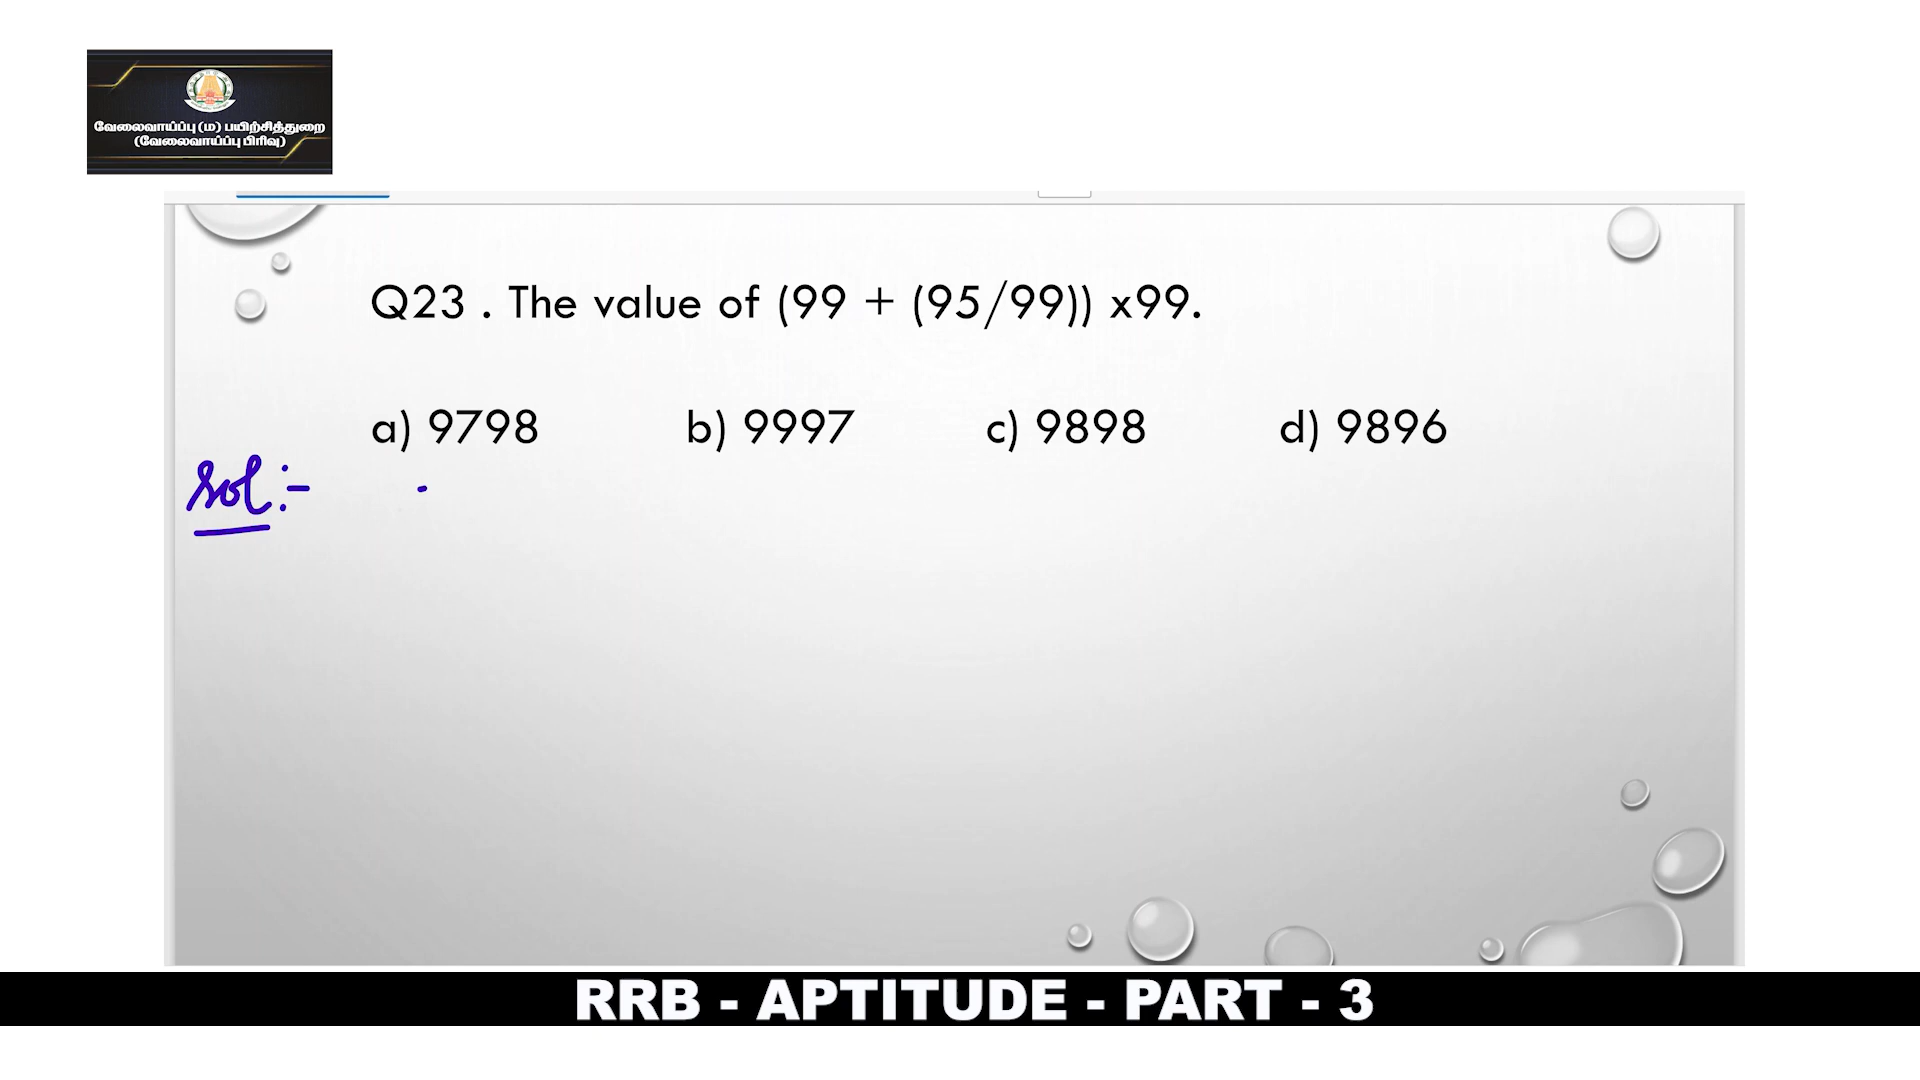 வேலைவாய்ப்பு (ம) பயிற்சித்துறை
(வேலைவாய்ப்பு பிரிவு)
Q23 . The value of (99 + (95/99)) x99.
a) 9798 b) 9997 c) 9898 d) 9896
Sol:-
RRB - APTITUDE - PART - 3